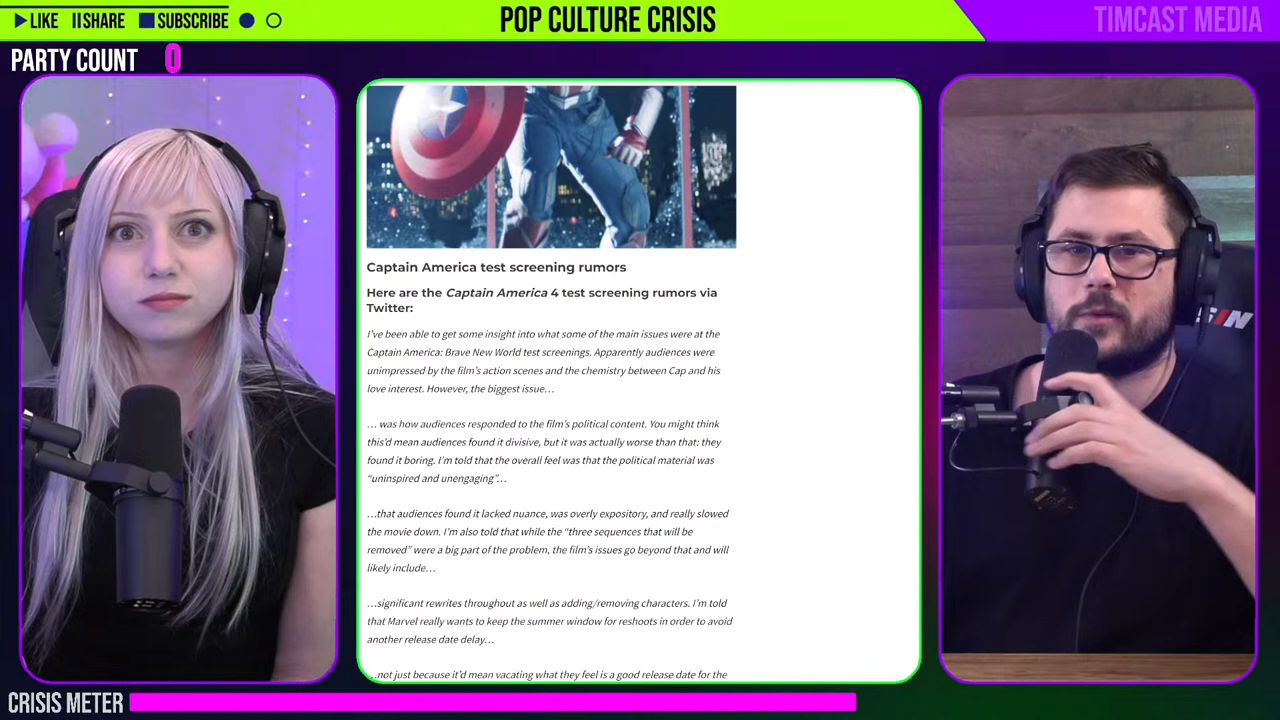 LIKE SHARE SUBSCRIBE
POP CULTURE CRISIS
TIMCAST MEDIA
PARTY COUNT 0
Captain America test screening rumors
Here are the Captain America 4 test screening rumors via
Twitter:
I've been able to get some insight into what some of the main issues were at the
Captain America: Brave New World test screenings. Apparently audiences were
unimpressed by the film's action scenes and the chemistry between Cap and his
love interest. However, the biggest issue…
… was how audiences responded to the film's political content. You might think
this'd mean audiences found it divisive, but it was actually worse than that: they
found it boring. I'm told that the overall feel was that the political material was
“uninspired and unengaging”…
…that audiences found it lacked nuance, was overly expository, and really slowed
the movie down. I'm also told that while the “three sequences that will be
removed” were a big part of the problem, the film's issues go beyond that and will
likely include…
…significant rewrites throughout as well as adding/removing characters. I'm told
that Marvel really wants to keep the summer window for reshoots in order to avoid
another release date delay…
…not just because it'd mean vacating what they feel is a good release date for the
CRISIS METER